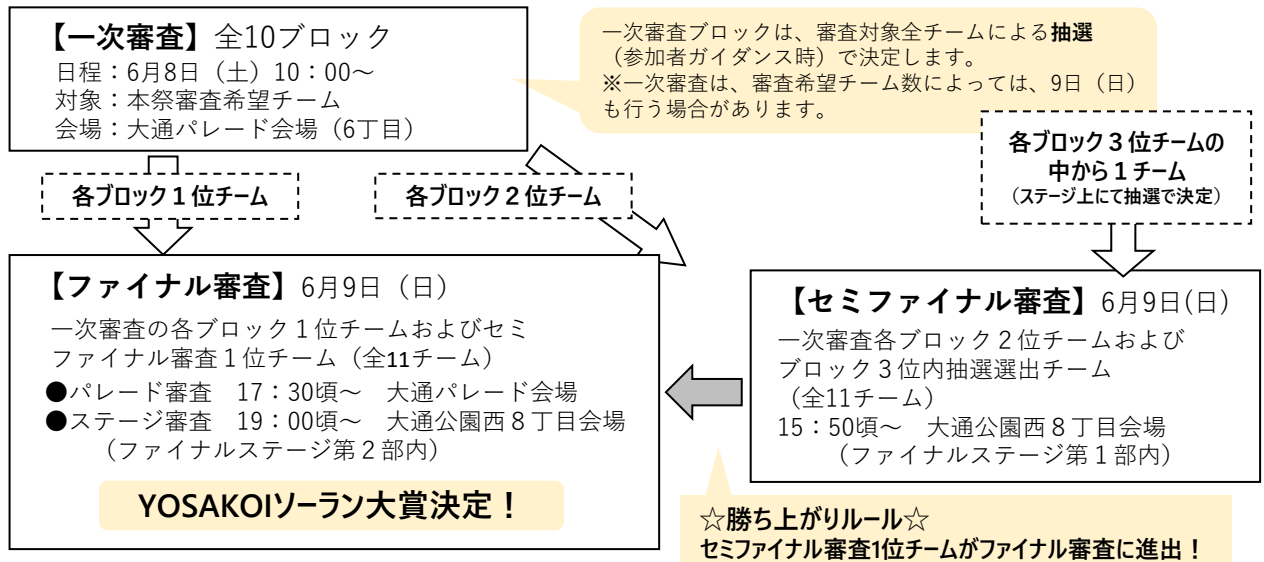 【一次審査】全10ブロック
日程：6月8日（土）10：00～
対象：本祭審査希望チーム
会場：大通パレード会場（6丁目）
一次審査ブロックは、審査対象全チームによる抽選
（参加者ガイダンス時）で決定します。
※一次審査は、審査希望チーム数によっては、9日（日）
も行う場合があります。
各ブロック１位チーム
各ブロック２位チーム
各ブロック３位チームの
中から１チーム
（ステージ上にて抽選で決定）
【ファイナル審査】6月9日（日）
一次審査の各ブロック１位チームおよびセミ
ファイナル審査１位チーム（全11チーム）
●パレード審査　17：30頃～　大通パレード会場
●ステージ審査　19：00頃～　大通公園西８丁目会場
（ファイナルステージ第２部内）
YOSAKOIソーラン大賞決定！
【セミファイナル審査】6月9日(日)
一次審査各ブロック２位チームおよび
ブロック３位内抽選選出チーム
（全11チーム）
15：50頃～　大通公園西８丁目会場
（ファイナルステージ第１部内）
☆勝ち上がりルール☆
セミファイナル審査1位チームがファイナル審査に進出！